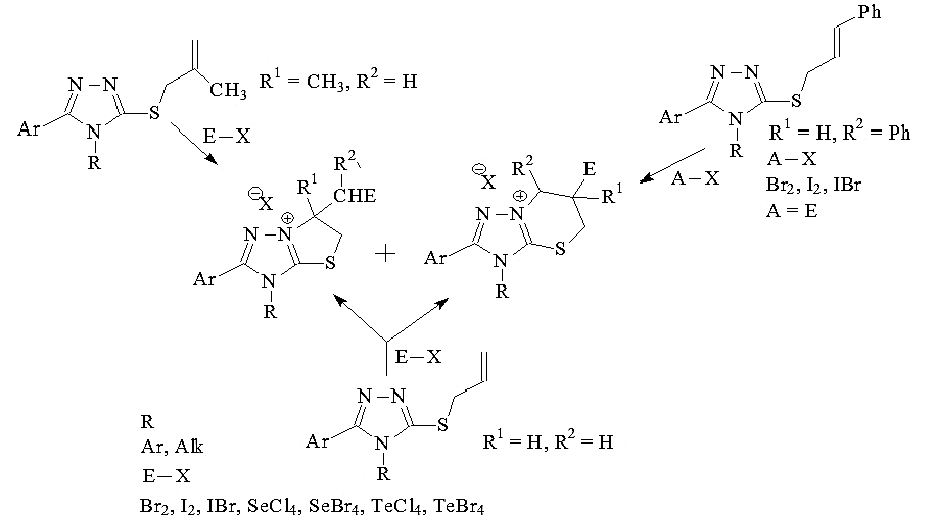 Ph
N N
Ar
N
R
S
CH3
R1 = CH3, R2 = H
E–X
N N
Ar
N
R
S
R1 = H, R2 = Ph
A–X
Br2, I2, IBr
A = E
A–X
⊖X
R1
R2
CHE
N N
⊕
Ar
N
R
S
+
⊖X
R2
E
R1
N N
⊕
Ar
N
R
S
E–X
N N
Ar
N
R
S
R1 = H, R2 = H
R
Ar, Alk
E–X
Br2, I2, IBr, SeCl4, SeBr4, TeCl4, TeBr4